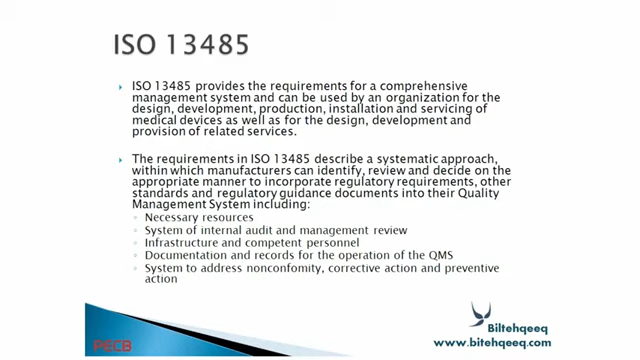 ISO 13485
ISO 13485 provides the requirements for a comprehensive
management system and can be used by an organization for the
design, development, production, installation and servicing of
medical devices as well as for the design, development and
provision of related services.
The requirements in ISO 13485 describe a systematic approach,
within which manufacturers can identify, review and decide on the
appropriate manner to incorporate regulatory requirements, other
standards and regulatory guidance documents into their Quality
Management System including:
Necessary resources
System of internal audit and management review
Infrastructure and competent personnel
Documentation and records for the operation of the QMS
System to address nonconfomity, corrective action and preventive
action
Biltehqeeq
PECB
www.bitehqeeq.com